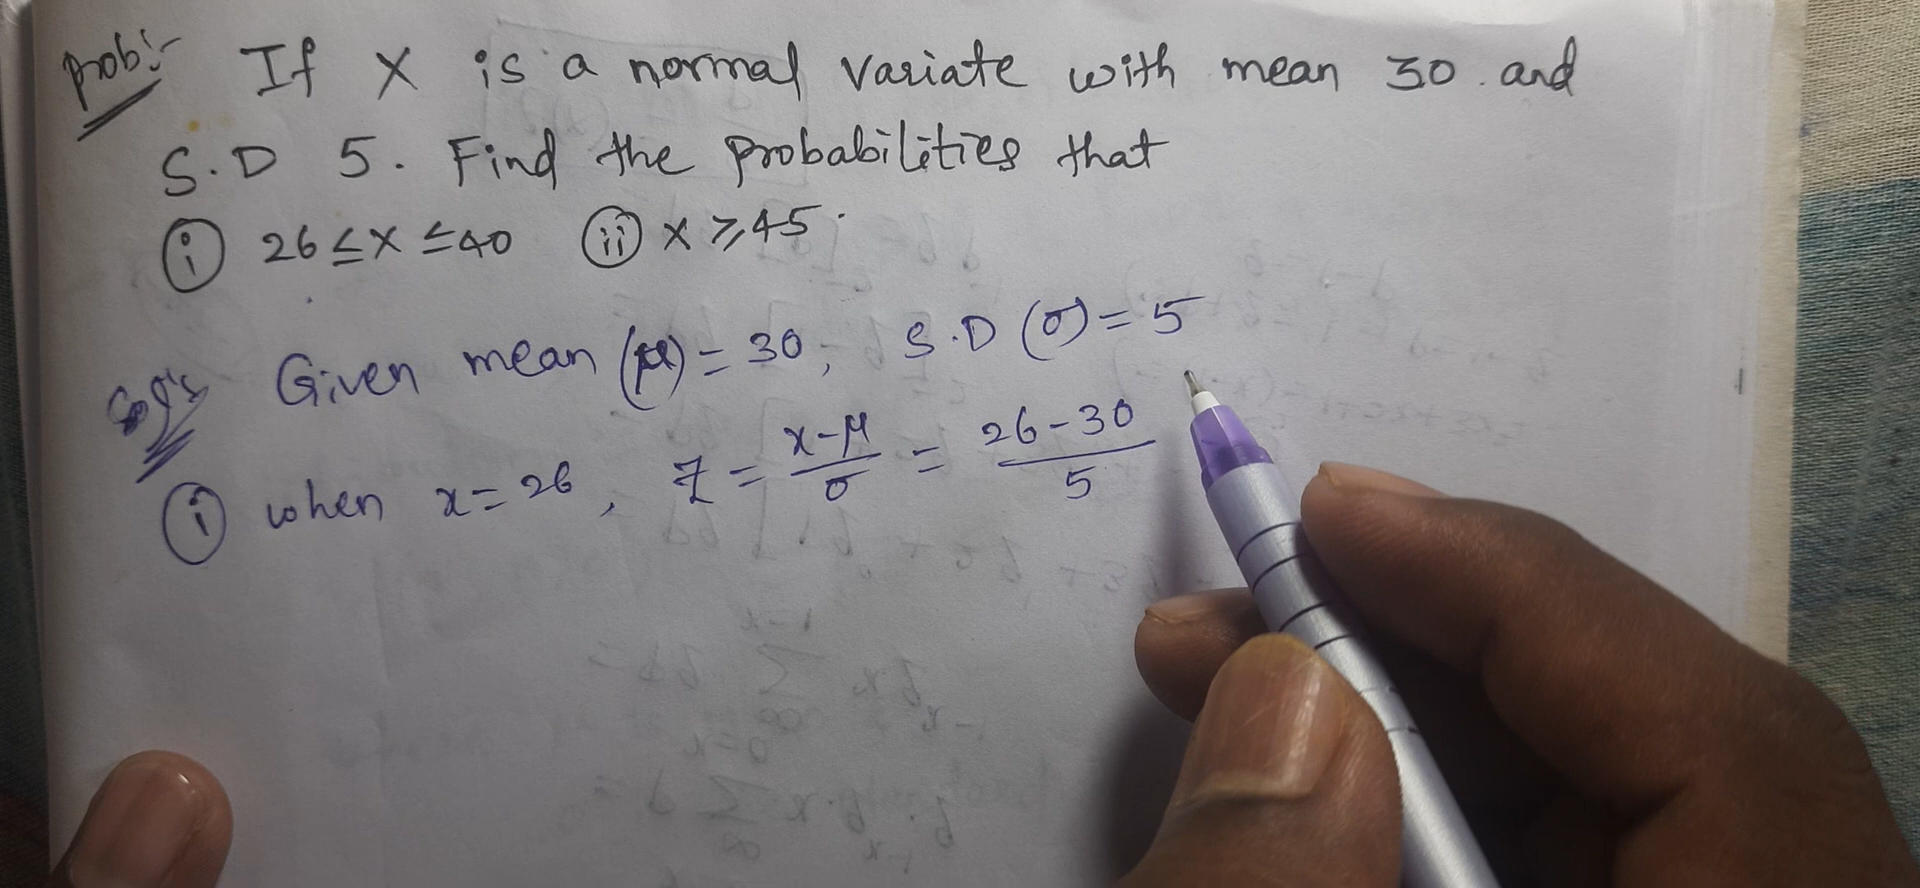 Prob:- If X is a normal variate with mean 30 and
S.D 5. Find the probabilities that
(i) 26 ≤ X ≤ 40 (ii) X ≥ 45.
Sol: Given mean (μ) = 30, S.D (σ) = 5
(i) when x = 26, Z = (x-μ)/σ = (26-30)/5